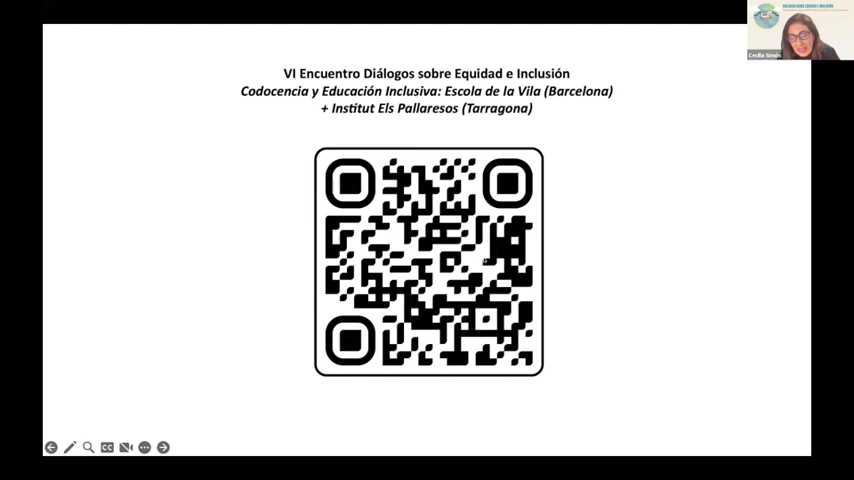 VI Encuentro Diálogos sobre Equidad e Inclusión
Codocencia y Educación Inclusiva: Escola de la Vila (Barcelona)
+ Institut Els Pallaresos (Tarragona)
Cecilia Simón
CC